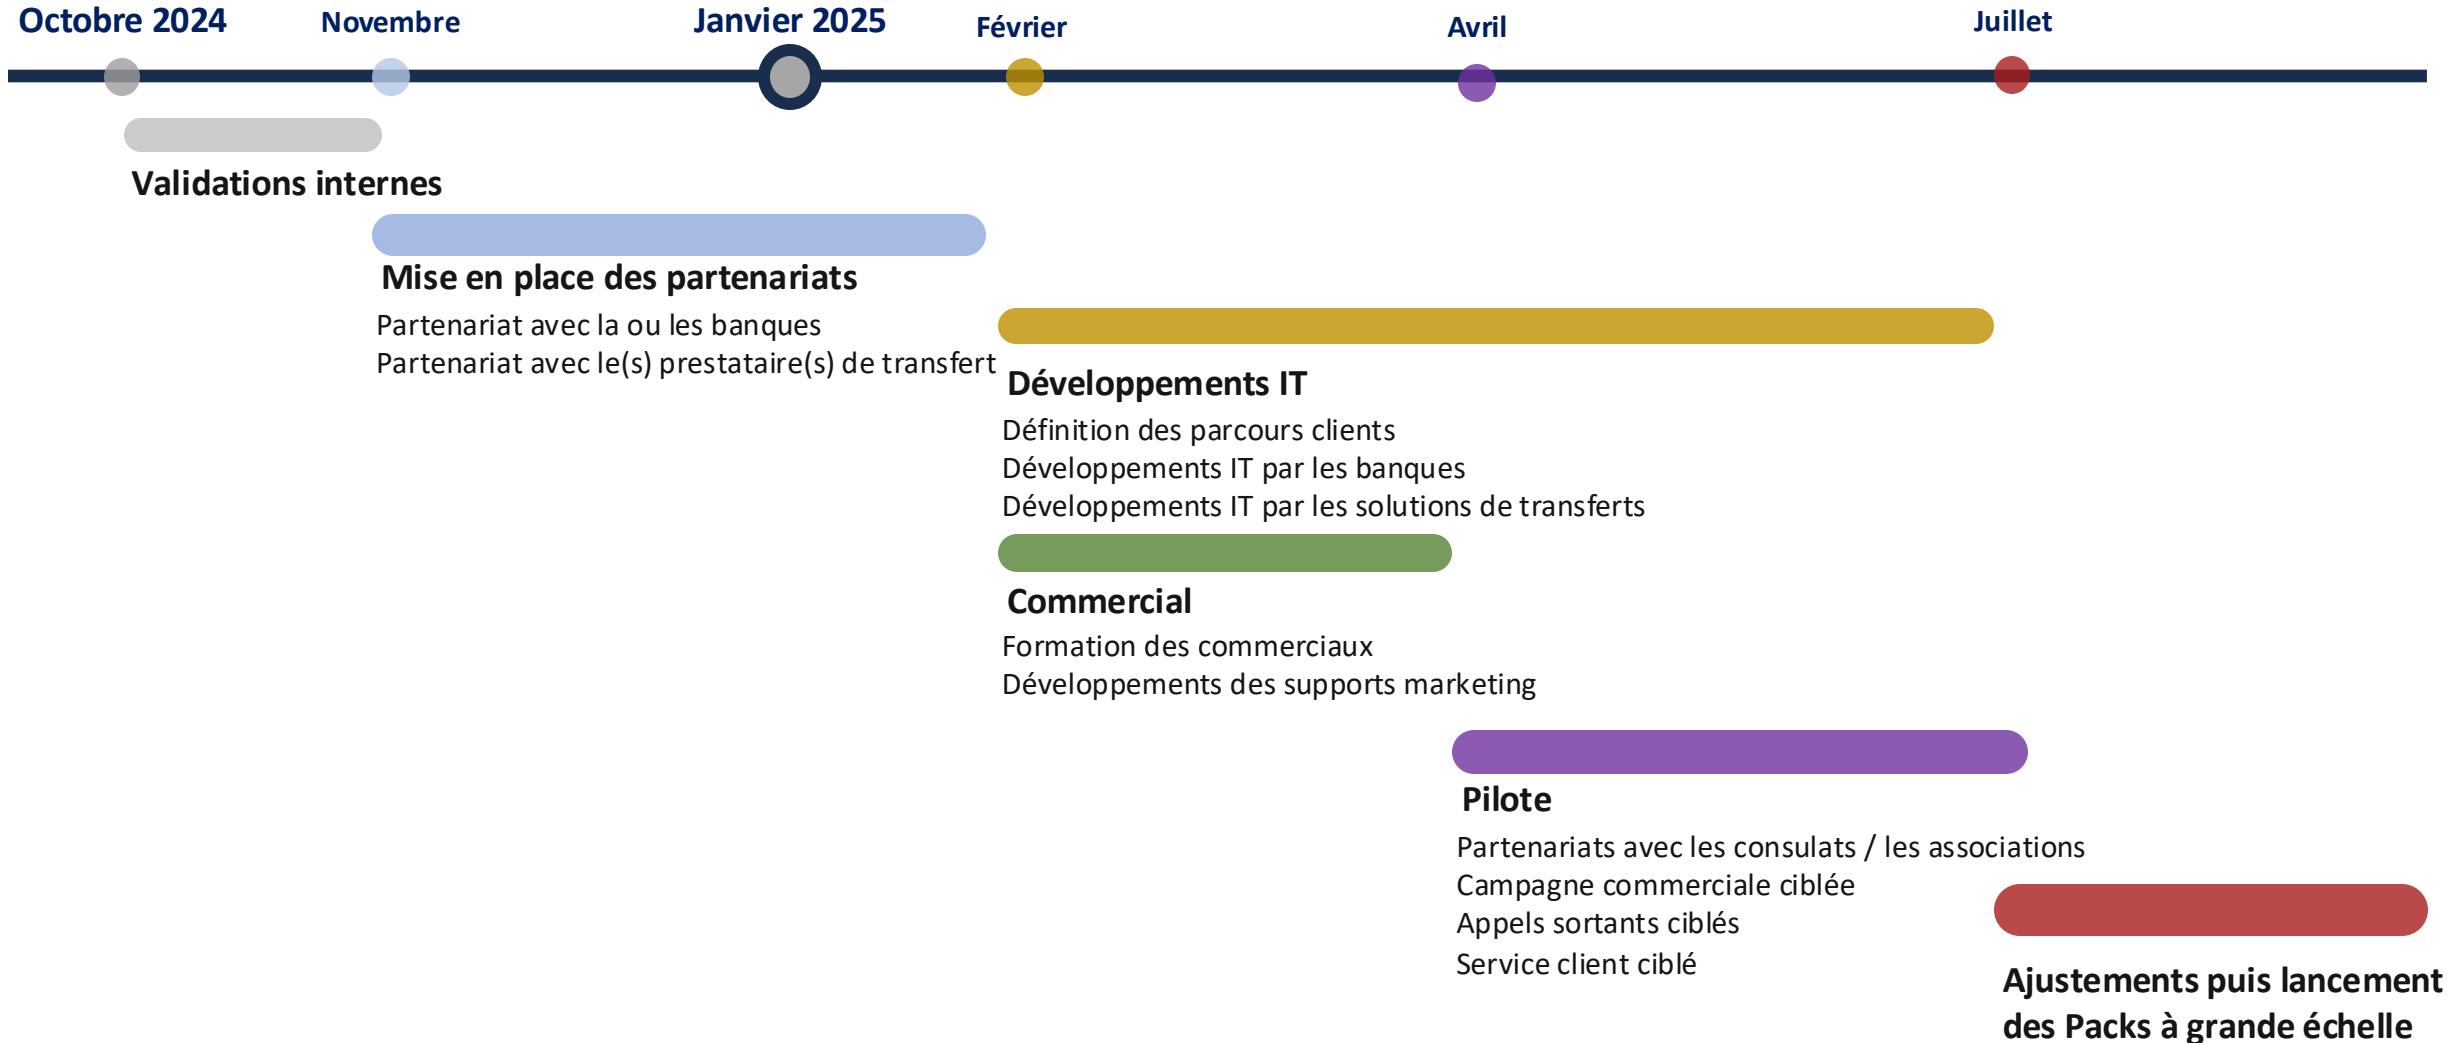 Octobre 2024
Novembre
Janvier 2025
Février
Avril
Juillet
Validations internes
Mise en place des partenariats
Partenariat avec la ou les banques
Partenariat avec le(s) prestataire(s) de transfert
Développements IT
Définition des parcours clients
Développements IT par les banques
Développements IT par les solutions de transferts
Commercial
Formation des commerciaux
Développements des supports marketing
Pilote
Partenariats avec les consulats / les associations
Campagne commerciale ciblée
Appels sortants ciblés
Service client ciblé
Ajustements puis lancement
des Packs à grande échelle